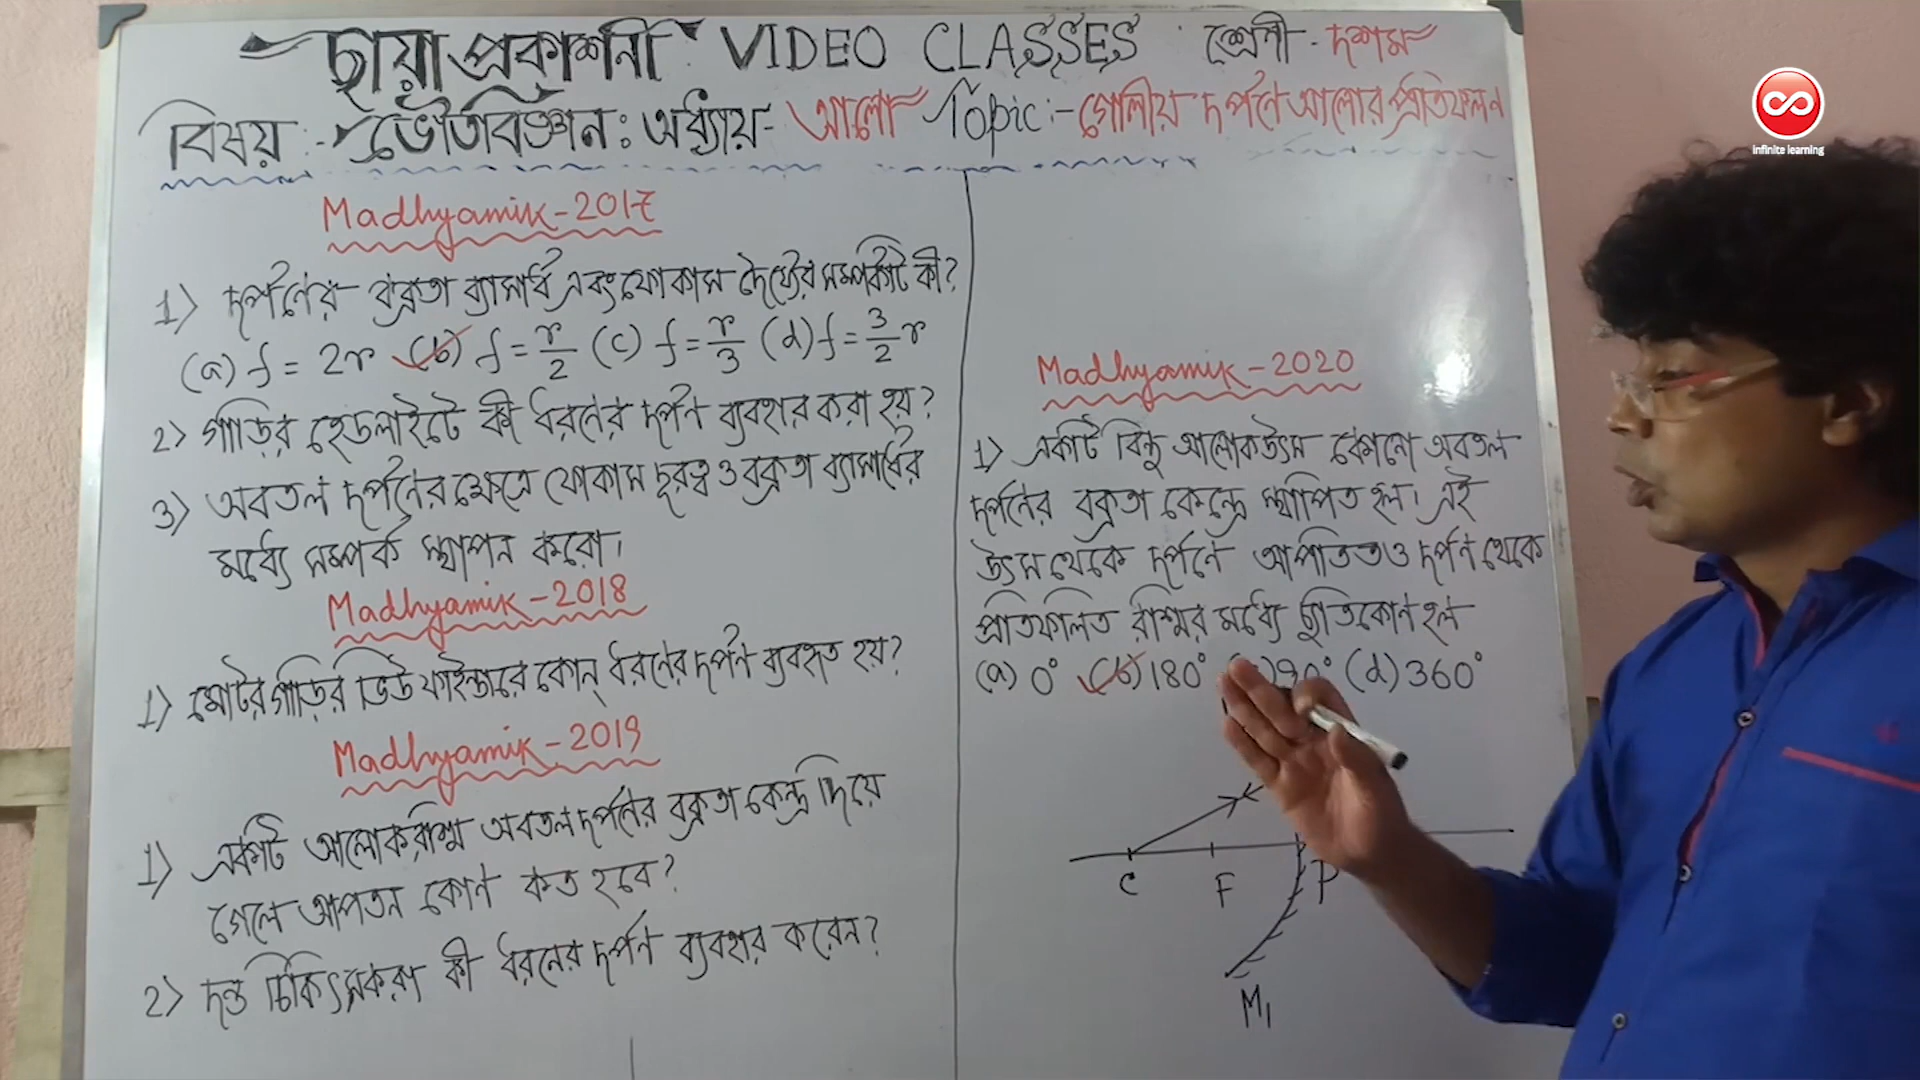 ছায়া প্রকাশনী VIDEO CLASSES শ্রেণী - দশম
বিষয় :- ভৌতবিজ্ঞান : অধ্যায় - আলো Topic :- গোলীয় দর্পনে আলোর প্রতিফলন
infinite learning
Madhyamik - 2017
1) দর্পনের বক্রতা ব্যাসার্ধ এবং ফোকাস দৈর্ঘ্যের সম্পর্কটি কী?
(a) f = 2r (b) f = r/2 (c) f = r/3 (d) f = 3/2 r
2) গাড়ির হেডলাইটে কী ধরনের দর্পন ব্যবহার করা হয়?
3) অবতল দর্পনের ক্ষেত্রে ফোকাস দূরত্ব ও বক্রতা ব্যাসার্ধের
মধ্যে সম্পর্ক স্থাপন করো।
Madhyamik - 2018
1) মোটর গাড়ির ভিউ ফাইন্ডারে কোন্ ধরনের দর্পন ব্যবহৃত হয়?
Madhyamik - 2019
1) একটি আলোকরশ্মি অবতল দর্পনের বক্রতা কেন্দ্র দিয়ে
গেলে আপতন কোণ কত হবে?
2) দন্ত চিকিৎসকরা কী ধরনের দর্পন ব্যবহার করেন?
Madhyamik - 2020
1) একটি বিন্দু আলোকউৎস কোনো অবতল
দর্পনের বক্রতা কেন্দ্রে স্থাপিত হল। এই
উৎস থেকে দর্পনে আপতিত ও দর্পন থেকে
প্রতিফলিত রশ্মির মধ্যে চ্যুতিকোন হল
(a) 0° (b) 180° 90° (d) 360°
C F P
M₁